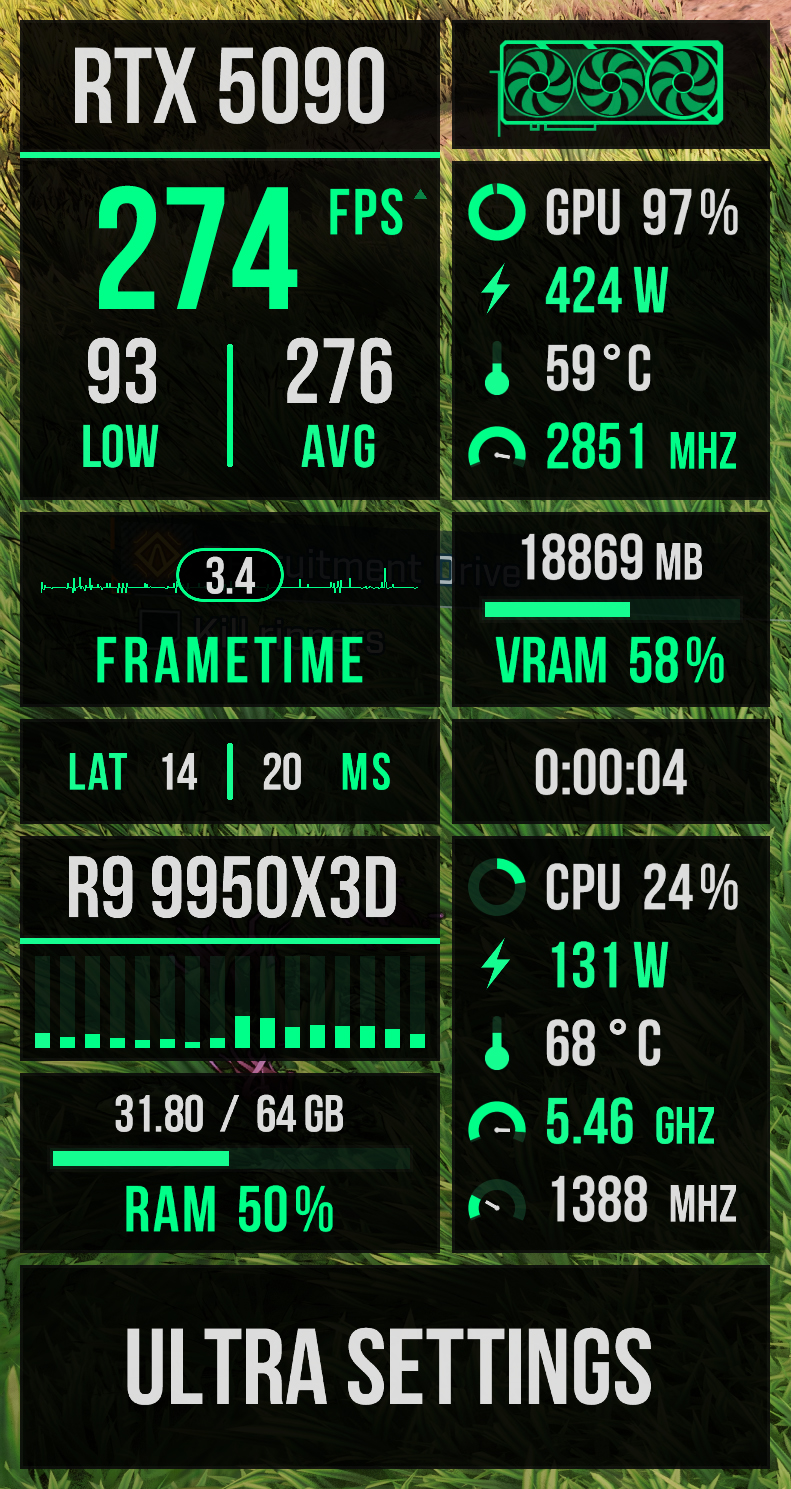 RTX 5090
274 FPS
93 276
LOW AVG
GPU 97%
424 W
59°C
2851 MHZ
3.4
FRAMETIME
Kill rippers
18869 MB
VRAM 58%
LAT 14 | 20 MS
0:00:04
R9 9950X3D
CPU 24%
131 W
68°C
5.46 GHZ
1388 MHZ
31.80 / 64 GB
RAM 50%
ULTRA SETTINGS